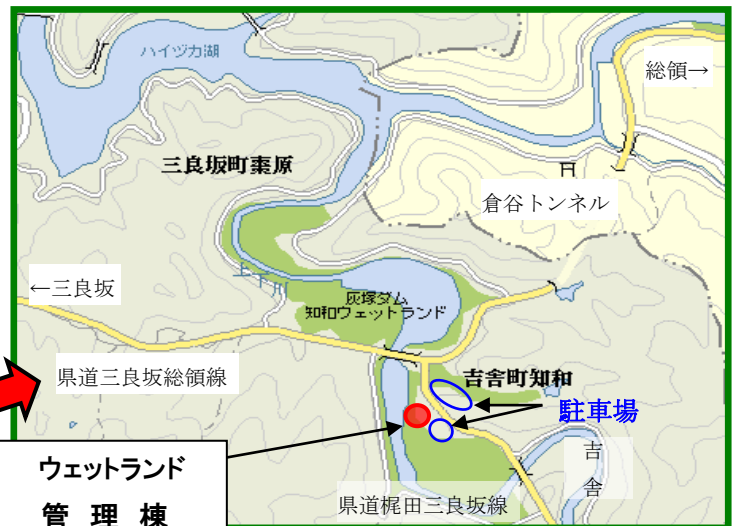 ハイヅカ湖
総領→
三良坂町棗原
倉谷トンネル
←三良坂
上下川
灰塚ダム
知和ウェットランド
県道三良坂総領線
吉舎町知和
駐車場
吉
舎
ウェットランド
管 理 棟
県道梶田三良坂線